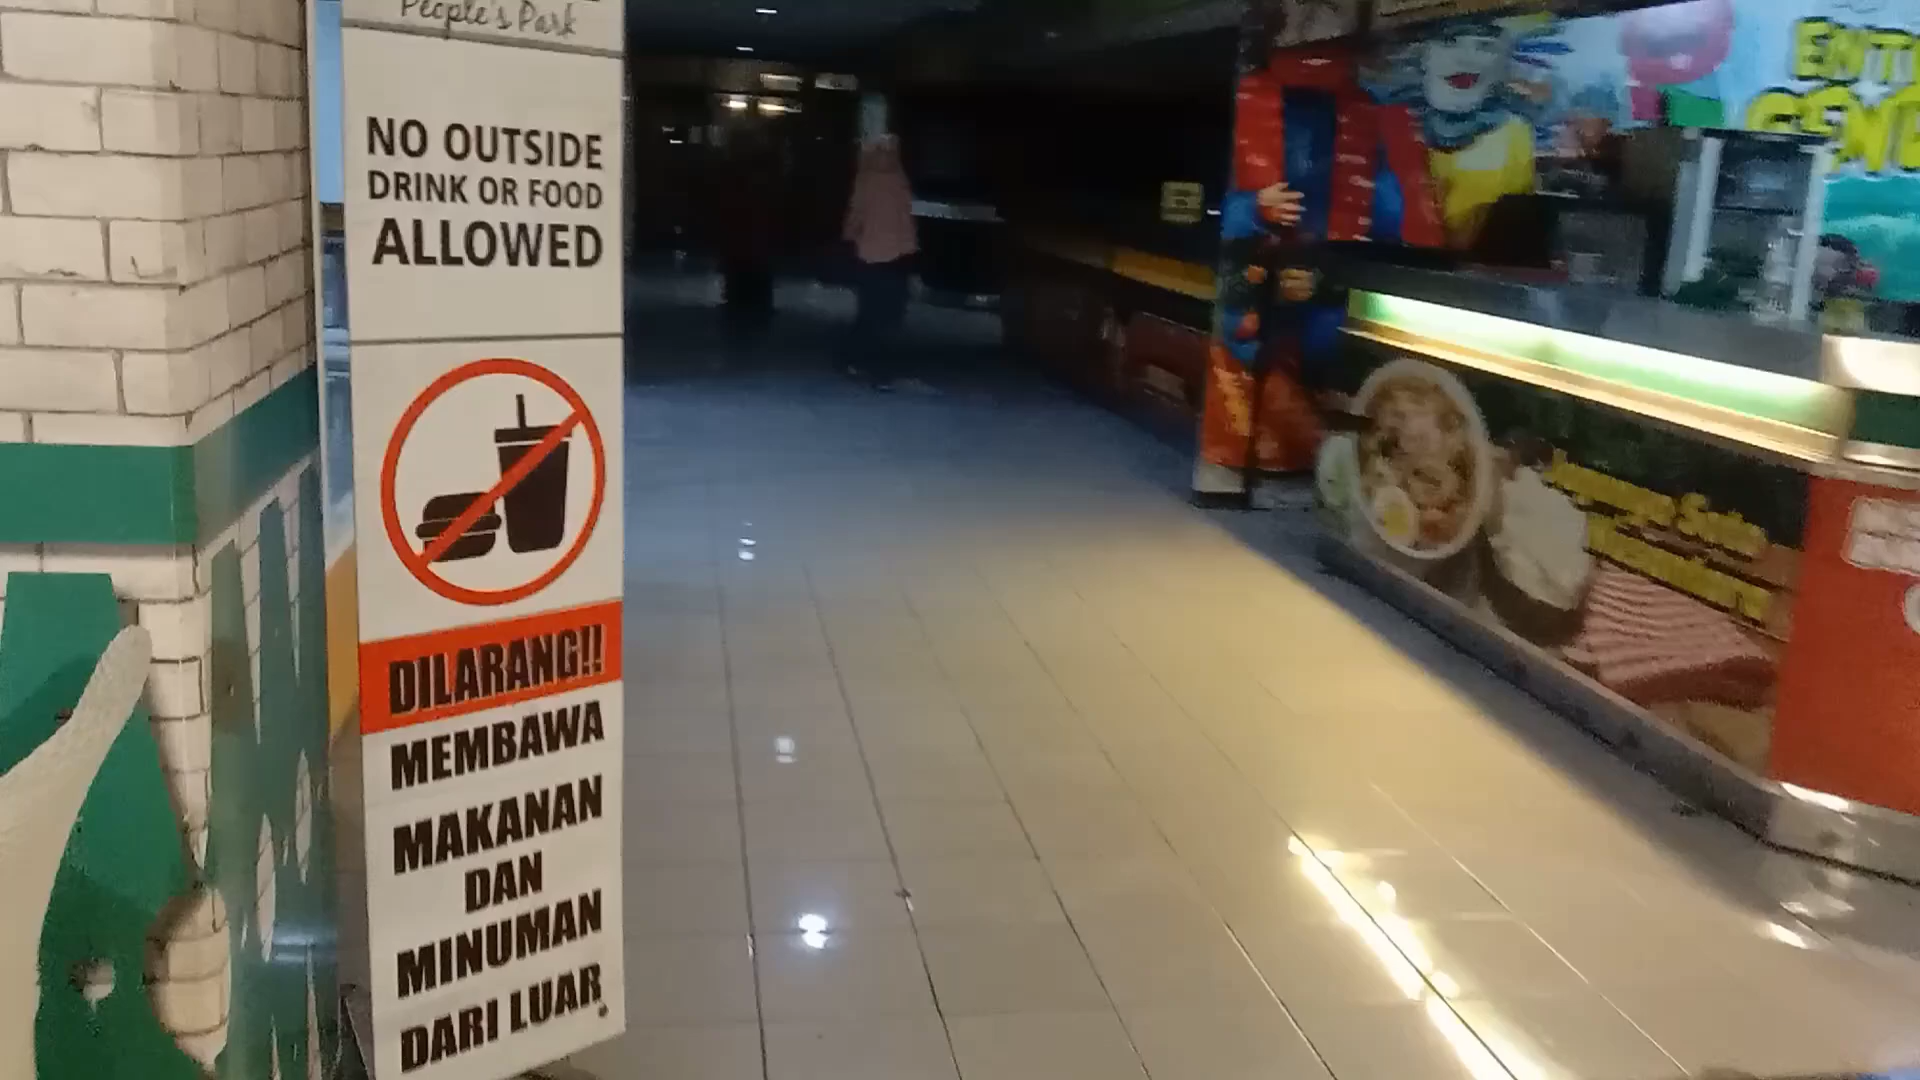 People's Park
NO OUTSIDE
DRINK OR FOOD
ALLOWED
DILARANG!!
MEMBAWA
MAKANAN
DAN
MINUMAN
DARI LUAR.